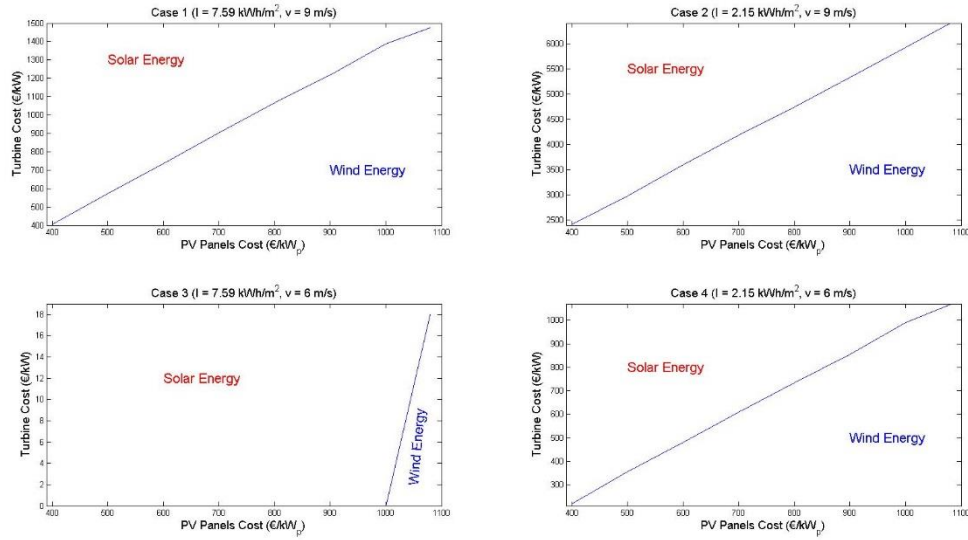 Case 1 (I = 7.59 kWh/m², v = 9 m/s)
1500
1400
1300
1200
1100
1000
900
800
700
600
500
400
Turbine Cost (€/kW)
Solar Energy
Wind Energy
400 500 600 700 800 900 1000 1100
PV Panels Cost (€/kWₚ)
Case 2 (I = 2.15 kWh/m², v = 9 m/s)
6000
5500
5000
4500
4000
3500
3000
2500
Turbine Cost (€/kW)
Solar Energy
Wind Energy
400 500 600 700 800 900 1000 1100
PV Panels Cost (€/kWₚ)
Case 3 (I = 7.59 kWh/m², v = 6 m/s)
18
16
14
12
10
8
6
4
2
0
Turbine Cost (€/kW)
Solar Energy
Wind Energy
400 500 600 700 800 900 1000 1100
PV Panels Cost (€/kWₚ)
Case 4 (I = 2.15 kWh/m², v = 6 m/s)
1000
900
800
700
600
500
400
300
Turbine Cost (€/kW)
Solar Energy
Wind Energy
400 500 600 700 800 900 1000 1100
PV Panels Cost (€/kWₚ)